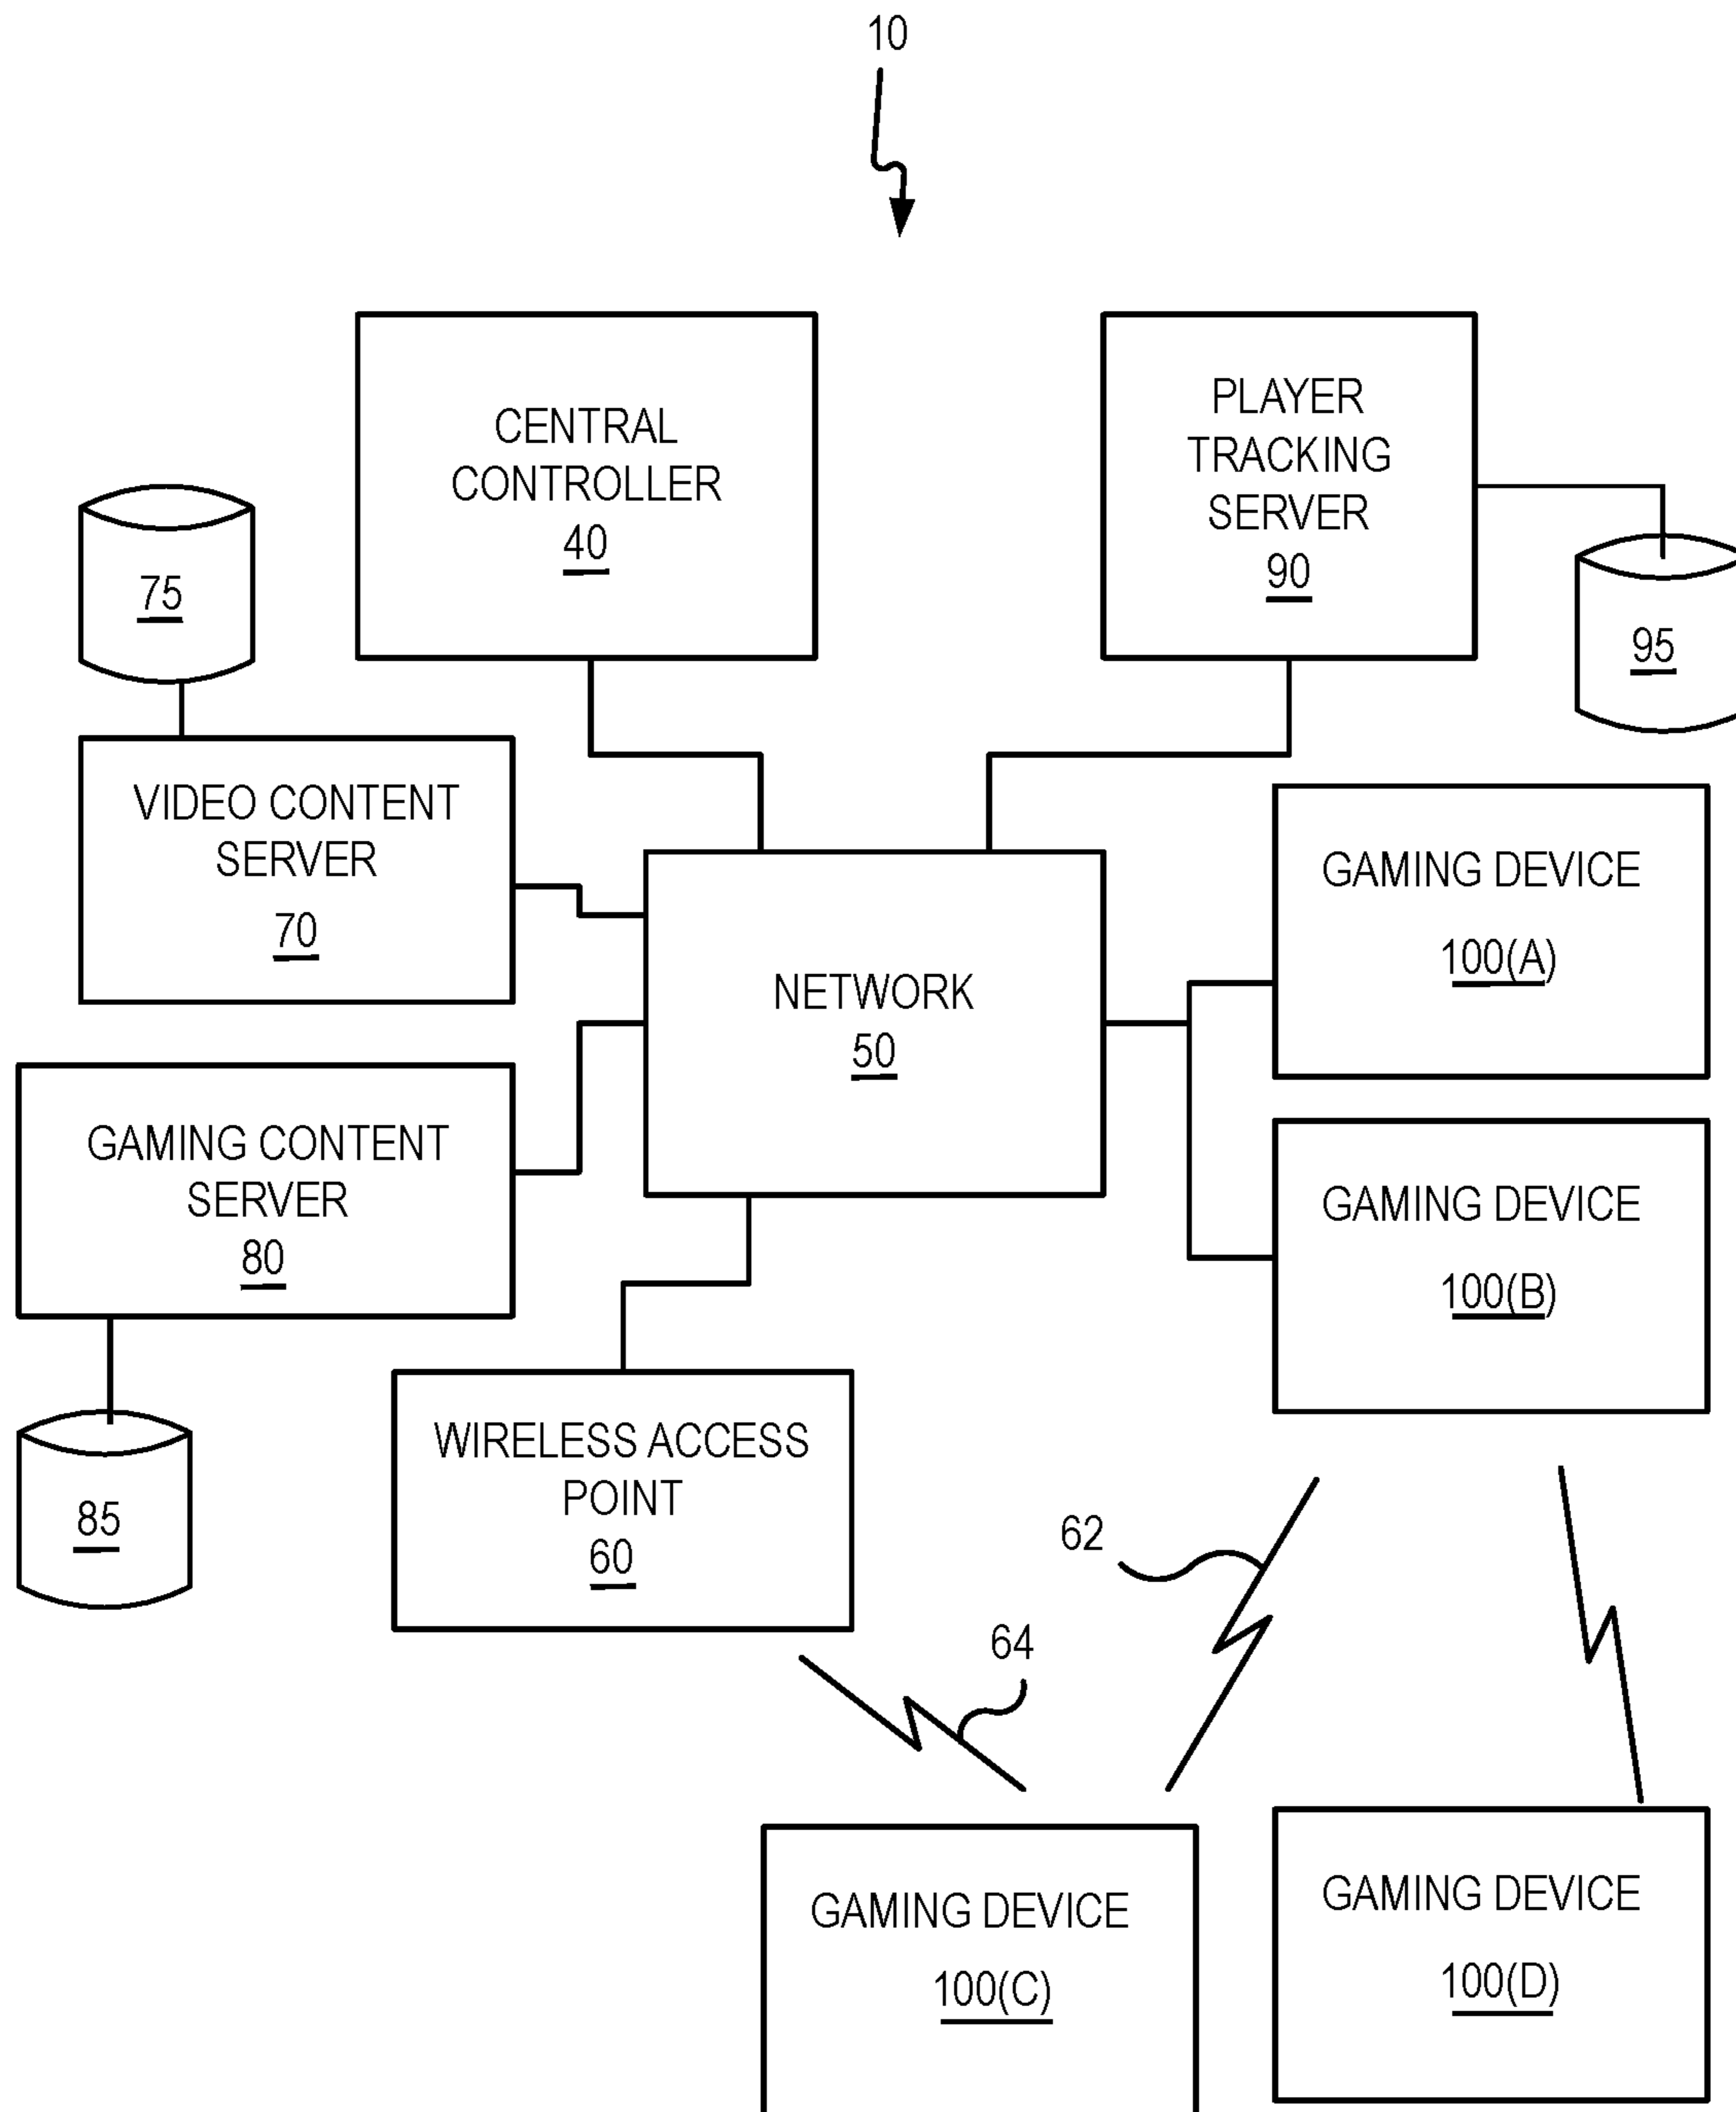 10
CENTRAL
CONTROLLER
40
PLAYER
TRACKING
SERVER
90
75
95
VIDEO CONTENT
SERVER
70
GAMING DEVICE
100(A)
NETWORK
50
GAMING CONTENT
SERVER
80
GAMING DEVICE
100(B)
85
WIRELESS ACCESS
POINT
60
62
64
GAMING DEVICE
100(C)
GAMING DEVICE
100(D)